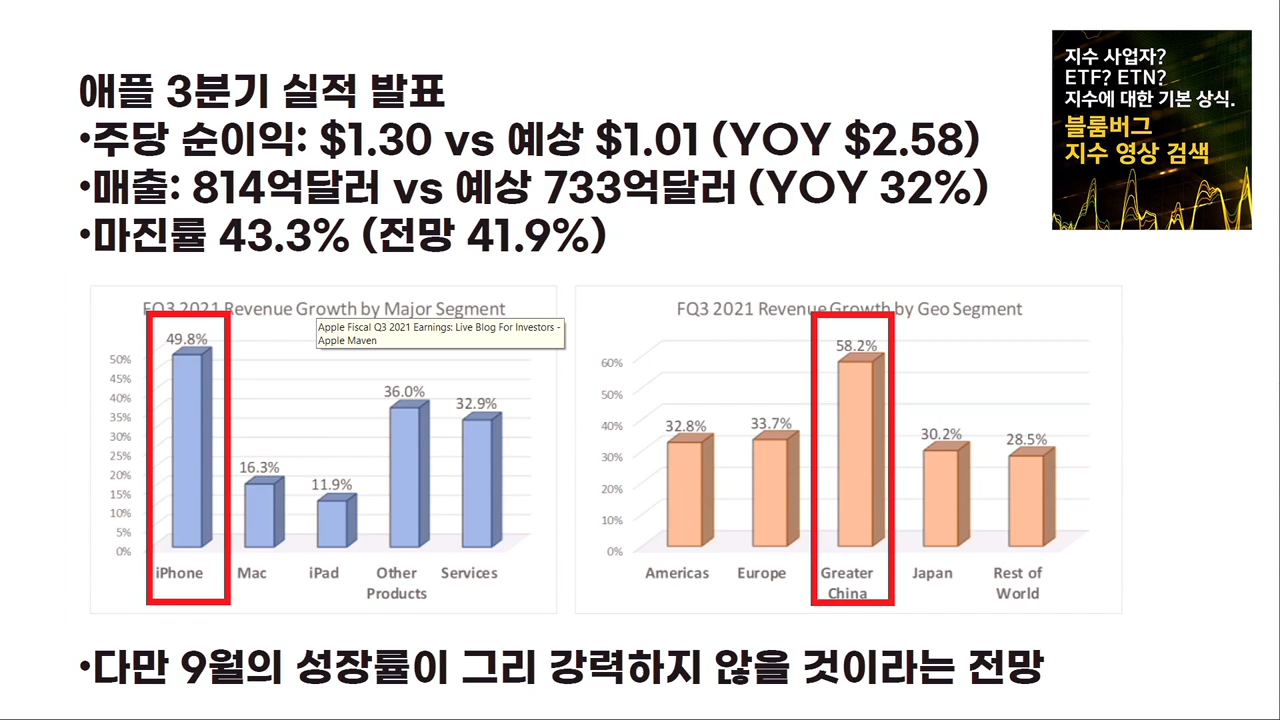 애플 3분기 실적 발표
•주당 순이익: $1.30 vs 예상 $1.01 (YOY $2.58)
•매출: 814억달러 vs 예상 733억달러 (YOY 32%)
•마진률 43.3% (전망 41.9%)
지수 사업자?
ETF? ETN?
지수에 대한 기본 상식.
블룸버그
지수 영상 검색
FQ3 2021 Revenue Growth by Major Segment
Apple Fiscal Q3 2021 Earnings: Live Blog For Investors -
Apple Maven
49.8%
16.3%
11.9%
36.0%
32.9%
50%
45%
40%
35%
30%
25%
20%
15%
10%
5%
0%
iPhone
Mac
iPad
Other
Products
Services
FQ3 2021 Revenue Growth by Geo Segment
32.8%
33.7%
58.2%
30.2%
28.5%
60%
50%
40%
30%
20%
10%
0%
Americas
Europe
Greater
China
Japan
Rest of
World
•다만 9월의 성장률이 그리 강력하지 않을 것이라는 전망